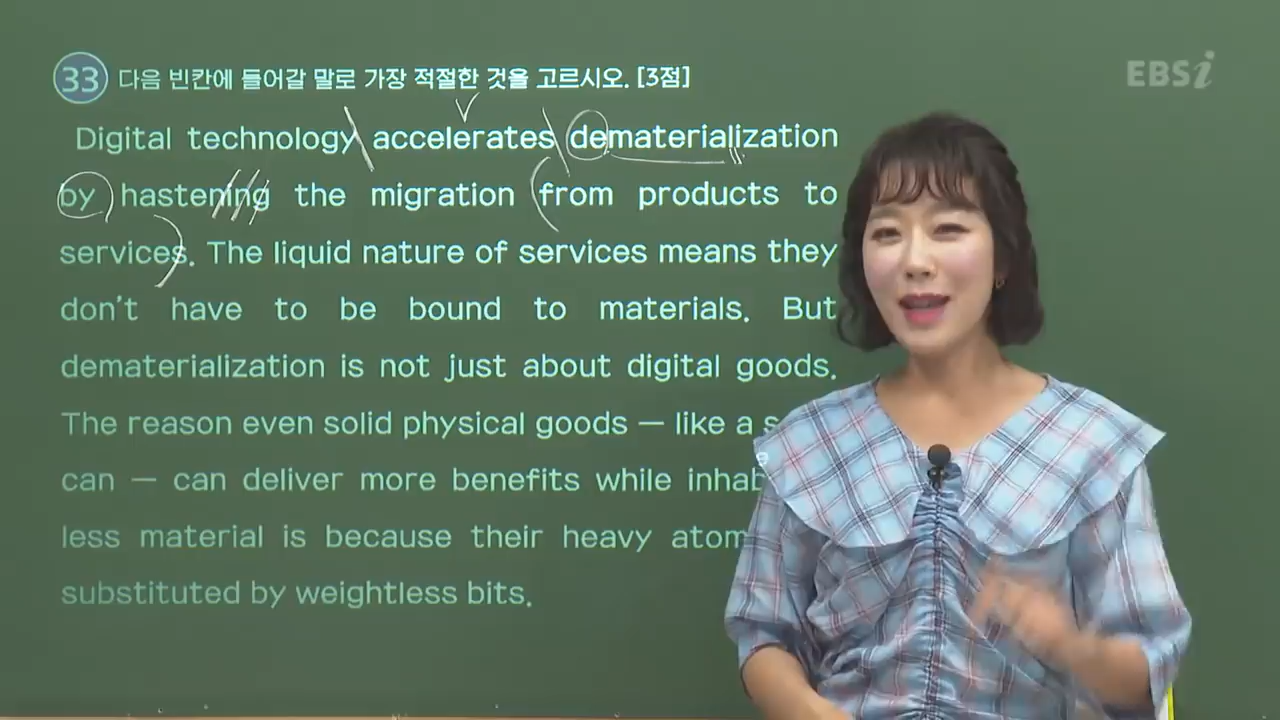 33 다음 빈칸에 들어갈 말로 가장 적절한 것을 고르시오. [3점]
EBSi
Digital technology accelerates dematerialization
by hastening the migration from products to
services. The liquid nature of services means they
don't have to be bound to materials. But
dematerialization is not just about digital goods.
The reason even solid physical goods — like a
can — can deliver more benefits while
less material is because their heavy
substituted by weightless bits.